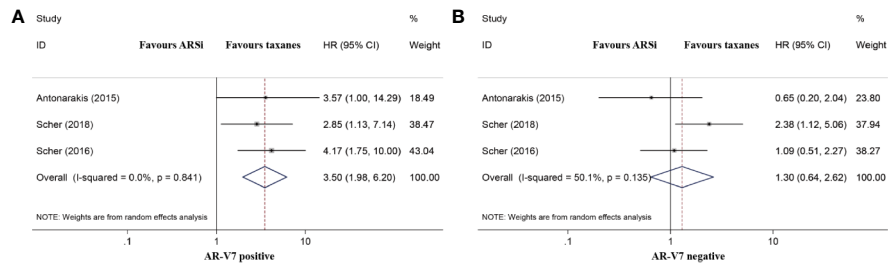 A
Study
%
ID Favours ARSi Favours taxanes HR (95% CI) Weight
Antonarakis (2015) 3.57 (1.00, 14.29) 18.49
Scher (2018) 2.85 (1.13, 7.14) 38.47
Scher (2016) 4.17 (1.75, 10.00) 43.04
Overall (I-squared = 0.0%, p = 0.841) 3.50 (1.98, 6.20) 100.00
NOTE: Weights are from random effects analysis
.1 1 10
AR-V7 positive
B
Study
%
ID Favours ARSi Favours taxanes HR (95% CI) Weight
Antonarakis (2015) 0.65 (0.20, 2.04) 23.80
Scher (2018) 2.38 (1.12, 5.06) 37.94
Scher (2016) 1.09 (0.51, 2.27) 38.27
Overall (I-squared = 50.1%, p = 0.135) 1.30 (0.64, 2.62) 100.00
NOTE: Weights are from random effects analysis
.1 1 10
AR-V7 negative